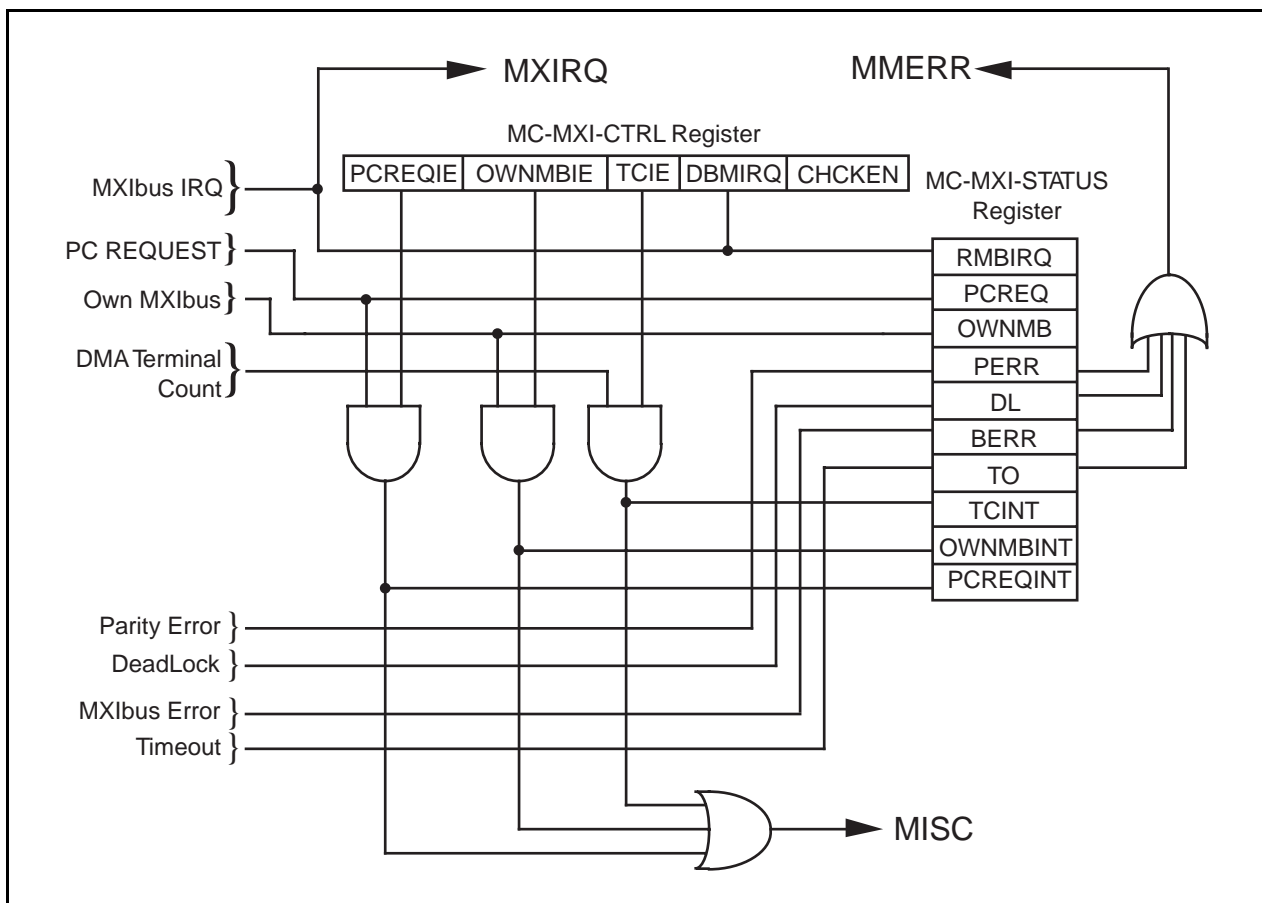 MXIRQ
MMERR
MC-MXI-CTRL Register
PCREQIE OWNMBIE TCIE DBMIRQ CHCKEN
MC-MXI-STATUS
Register
MXIbus IRQ
PC REQUEST
Own MXIbus
DMA Terminal
Count
RMBIRQ
PCREQ
OWNMB
PERR
DL
BERR
TO
TCINT
OWNMBINT
PCREQINT
Parity Error
DeadLock
MXIbus Error
Timeout
MISC